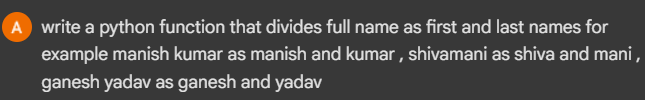 A write a python function that divides full name as first and last names for
example manish kumar as manish and kumar , shivamani as shiva and mani ,
ganesh yadav as ganesh and yadav